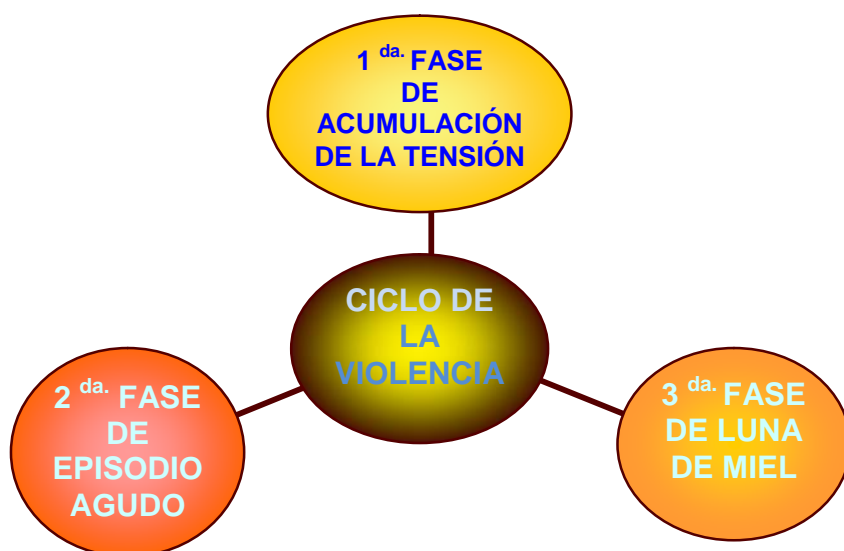 1 da. FASE
DE
ACUMULACIÓN
DE LA TENSIÓN
CICLO DE
LA
VIOLENCIA
2 da. FASE
DE
EPISODIO
AGUDO
3 da. FASE
DE LUNA
DE MIEL